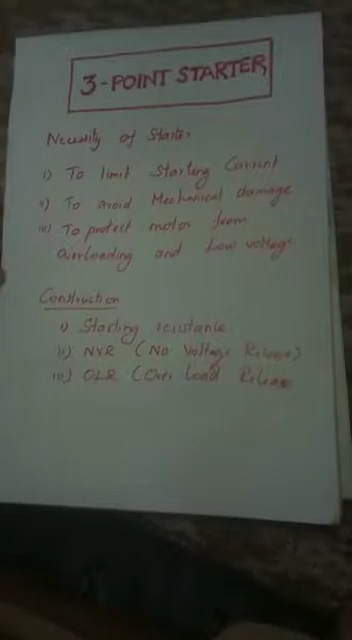 3-POINT STARTER
Necessity of Starter
i) To limit Starting Current
ii) To avoid Mechanical damage
iii) To protect motor from
overloading and Low voltage
Construction
i) Starting resistance
ii) NVR (No Voltage Release)
iii) OLR (Over Load Release